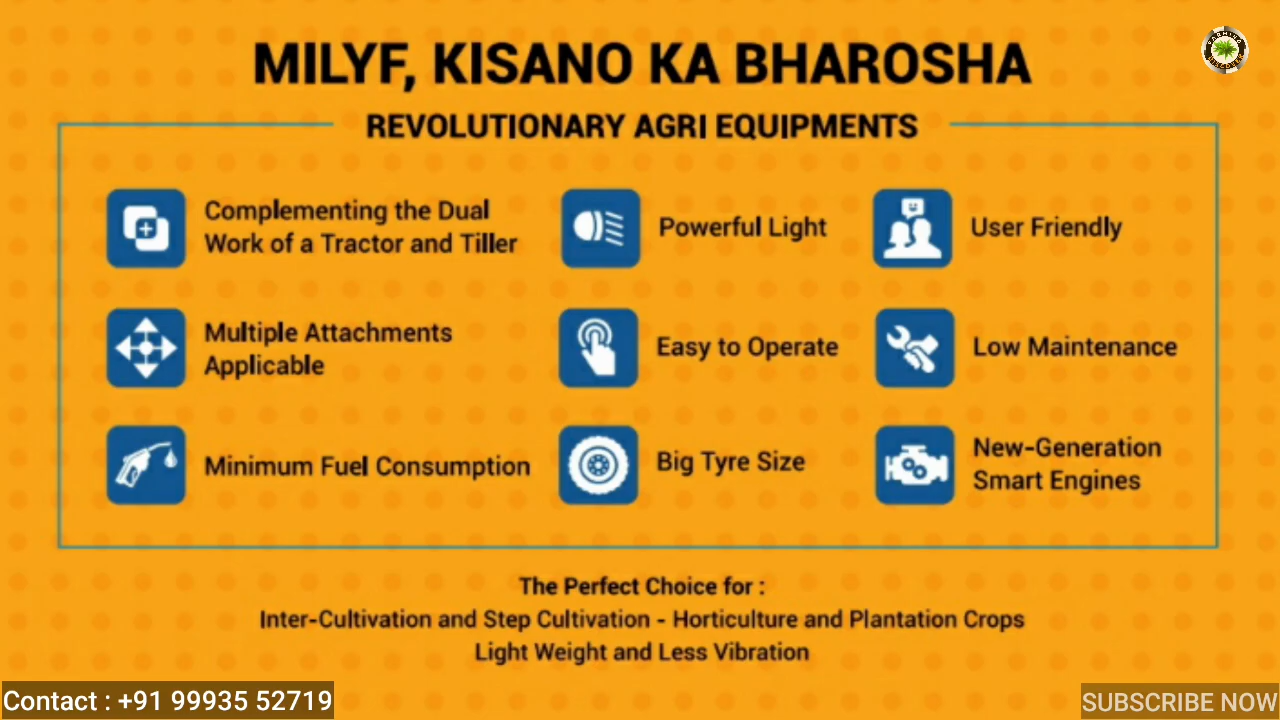 MILYF, KISANO KA BHAROSHA
REVOLUTIONARY AGRI EQUIPMENTS
Complementing the Dual
Work of a Tractor and Tiller
Powerful Light
User Friendly
Multiple Attachments
Applicable
Easy to Operate
Low Maintenance
Minimum Fuel Consumption
Big Tyre Size
New-Generation
Smart Engines
The Perfect Choice for :
Inter-Cultivation and Step Cultivation - Horticulture and Plantation Crops
Light Weight and Less Vibration
Contact : +91 99935 52719
SUBSCRIBE NOW